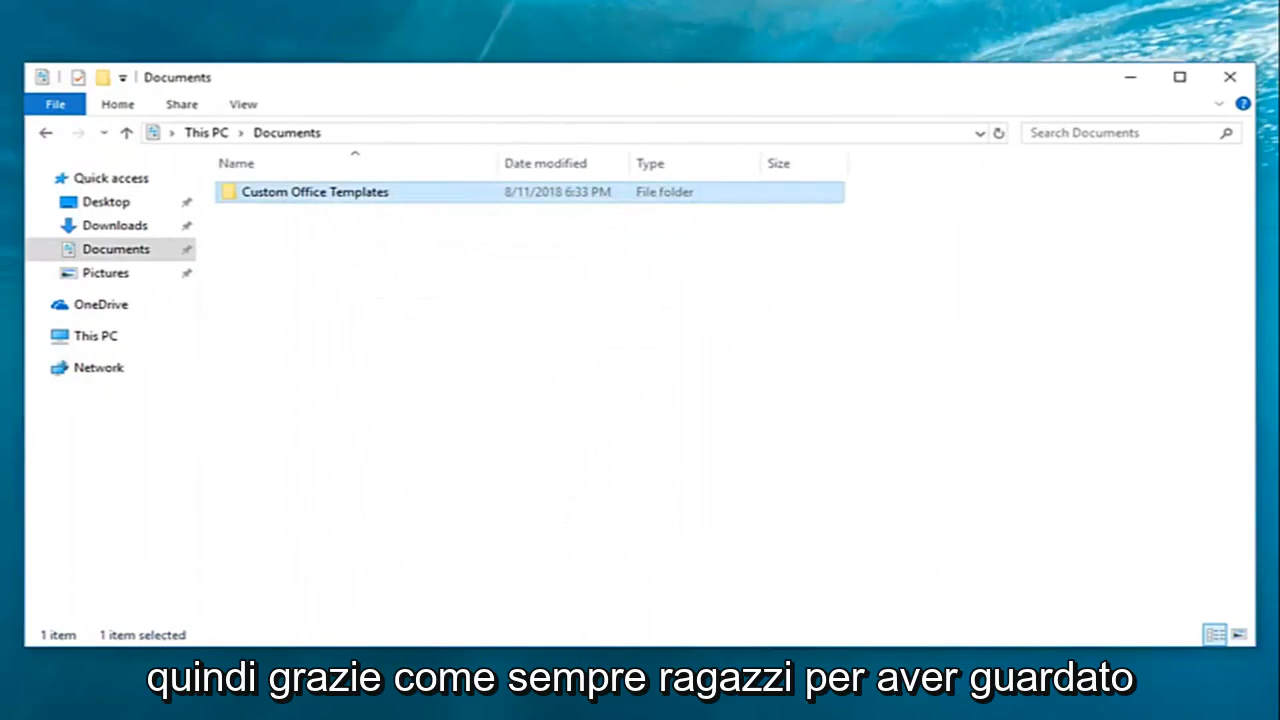 Documents
File Home Share View
This PC > Documents
Search Documents
Name Date modified Type Size
Custom Office Templates 8/11/2018 6:33 PM File folder
Quick access
Desktop
Downloads
Documents
Pictures
OneDrive
This PC
Network
1 item 1 item selected
quindi grazie come sempre ragazzi per aver guardato